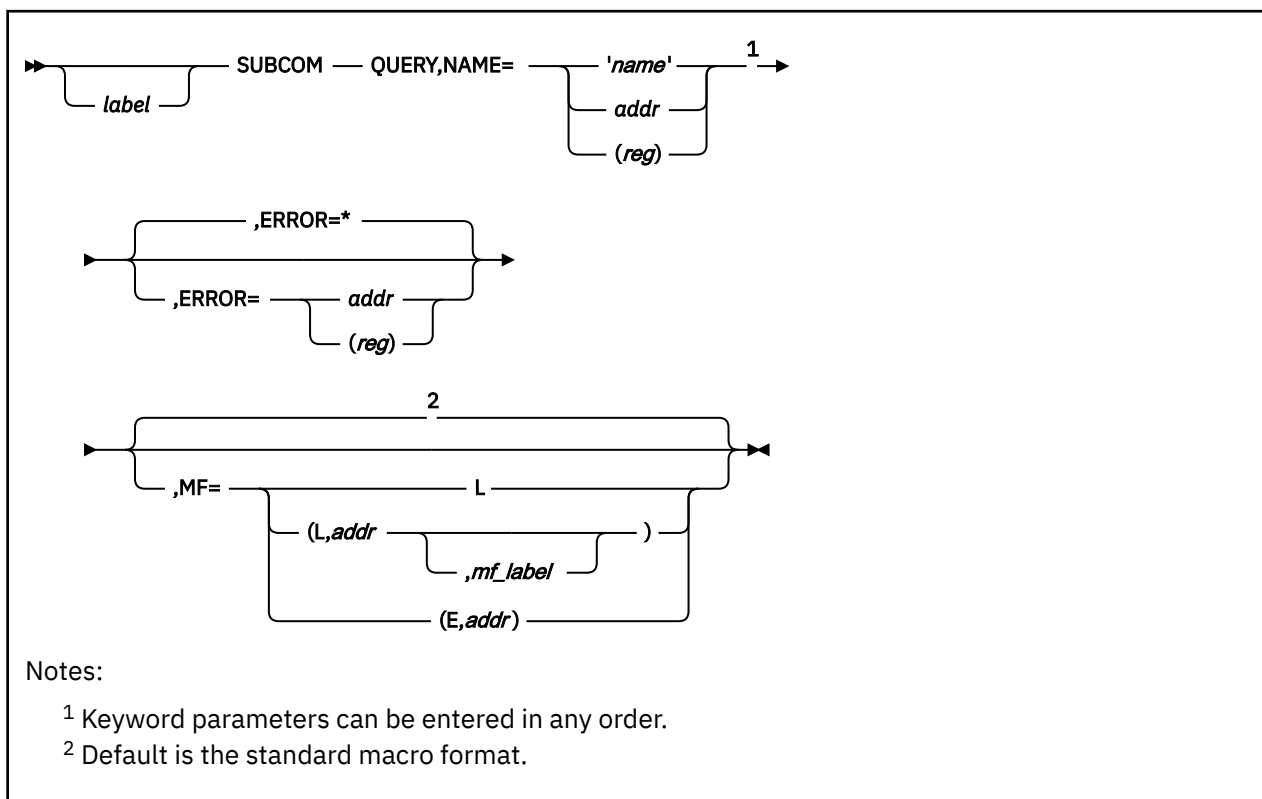 SUBCOM QUERY,NAME= 'name' 1
label addr
(reg)
,ERROR=*
,ERROR= addr
(reg)
2
,MF= L
(L,addr )
,mf_label
(E,addr)
Notes:
1 Keyword parameters can be entered in any order.
2 Default is the standard macro format.